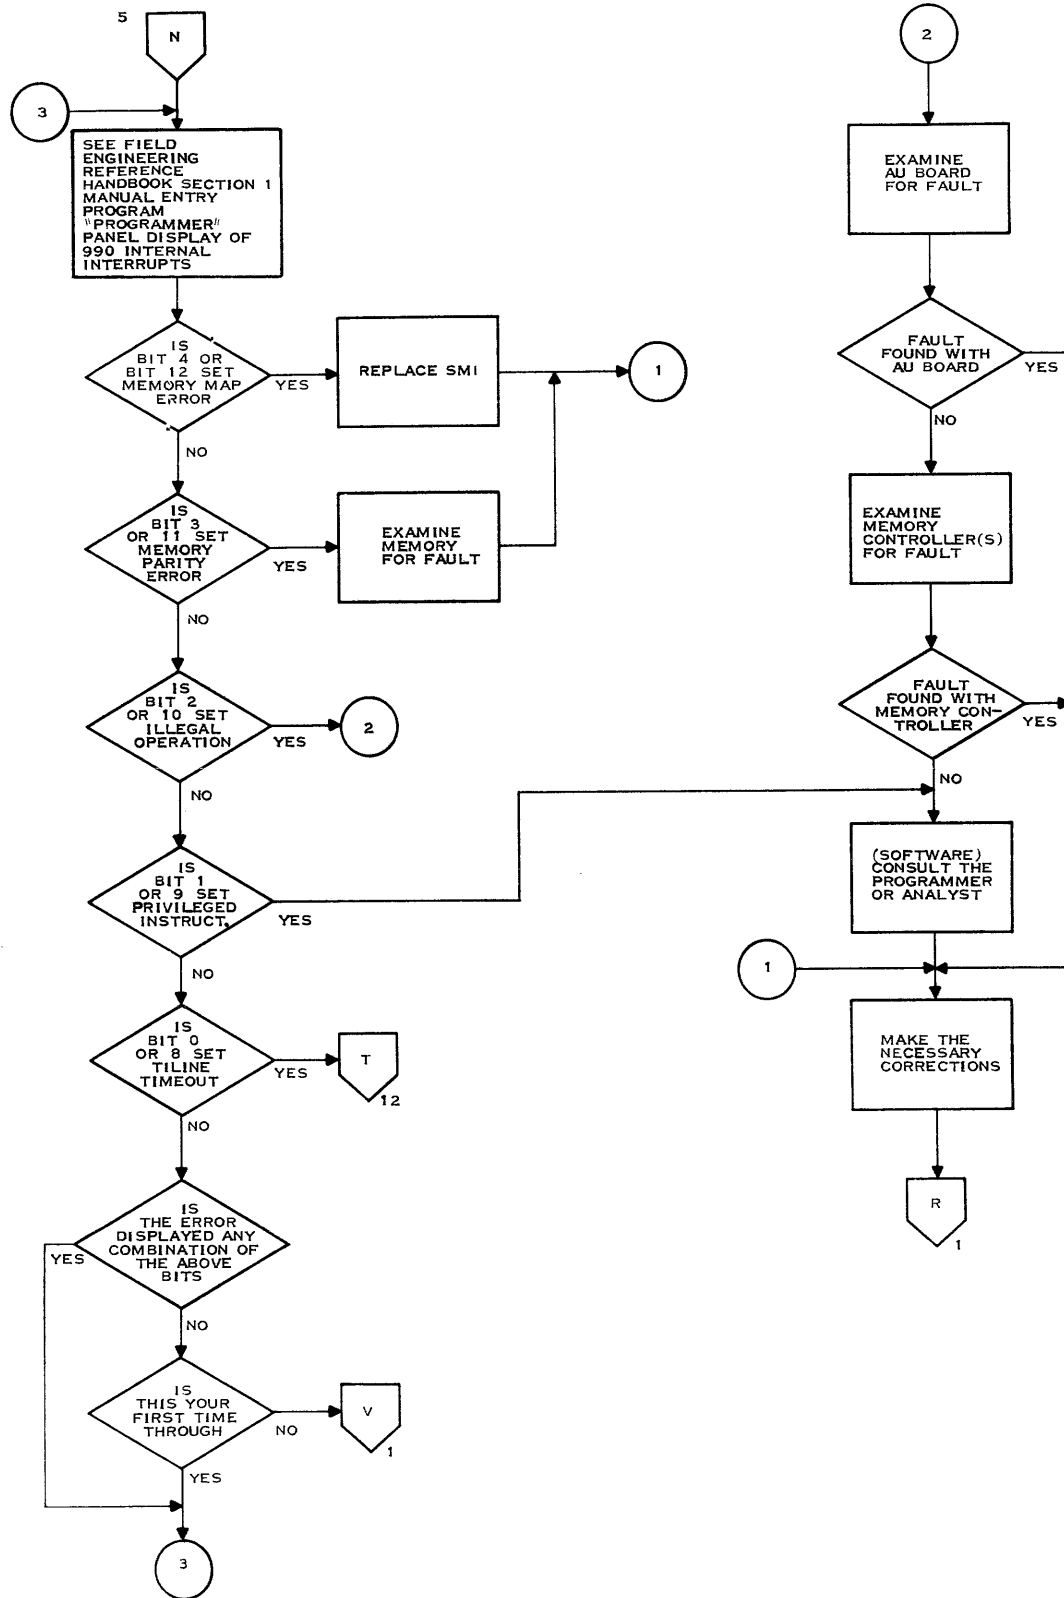 5
N
3
SEE FIELD
ENGINEERING
REFERENCE
HANDBOOK SECTION 1
MANUAL ENTRY
PROGRAM
"PROGRAMMER"
PANEL DISPLAY OF
990 INTERNAL
INTERRUPTS
IS
BIT 4 OR
BIT 12 SET
MEMORY MAP
ERROR
YES
REPLACE SMI
1
NO
IS
BIT 3
OR 11 SET
MEMORY
PARITY
ERROR
YES
EXAMINE
MEMORY
FOR FAULT
NO
IS
BIT 2
OR 10 SET
ILLEGAL
OPERATION
YES
2
NO
IS
BIT 1
OR 9 SET
PRIVILEGED
INSTRUCT.
YES
NO
IS
BIT 0
OR 8 SET
TILINE
TIMEOUT
YES
T
12
NO
IS
THE ERROR
DISPLAYED ANY
COMBINATION OF
THE ABOVE
BITS
YES
NO
IS
THIS YOUR
FIRST TIME
THROUGH
NO
V
1
YES
3
2
EXAMINE
AU BOARD
FOR FAULT
FAULT
FOUND WITH
AU BOARD
YES
NO
EXAMINE
MEMORY
CONTROLLER(S)
FOR FAULT
FAULT
FOUND WITH
MEMORY CON-
TROLLER
YES
NO
(SOFTWARE)
CONSULT THE
PROGRAMMER
OR ANALYST
1
MAKE THE
NECESSARY
CORRECTIONS
R
1